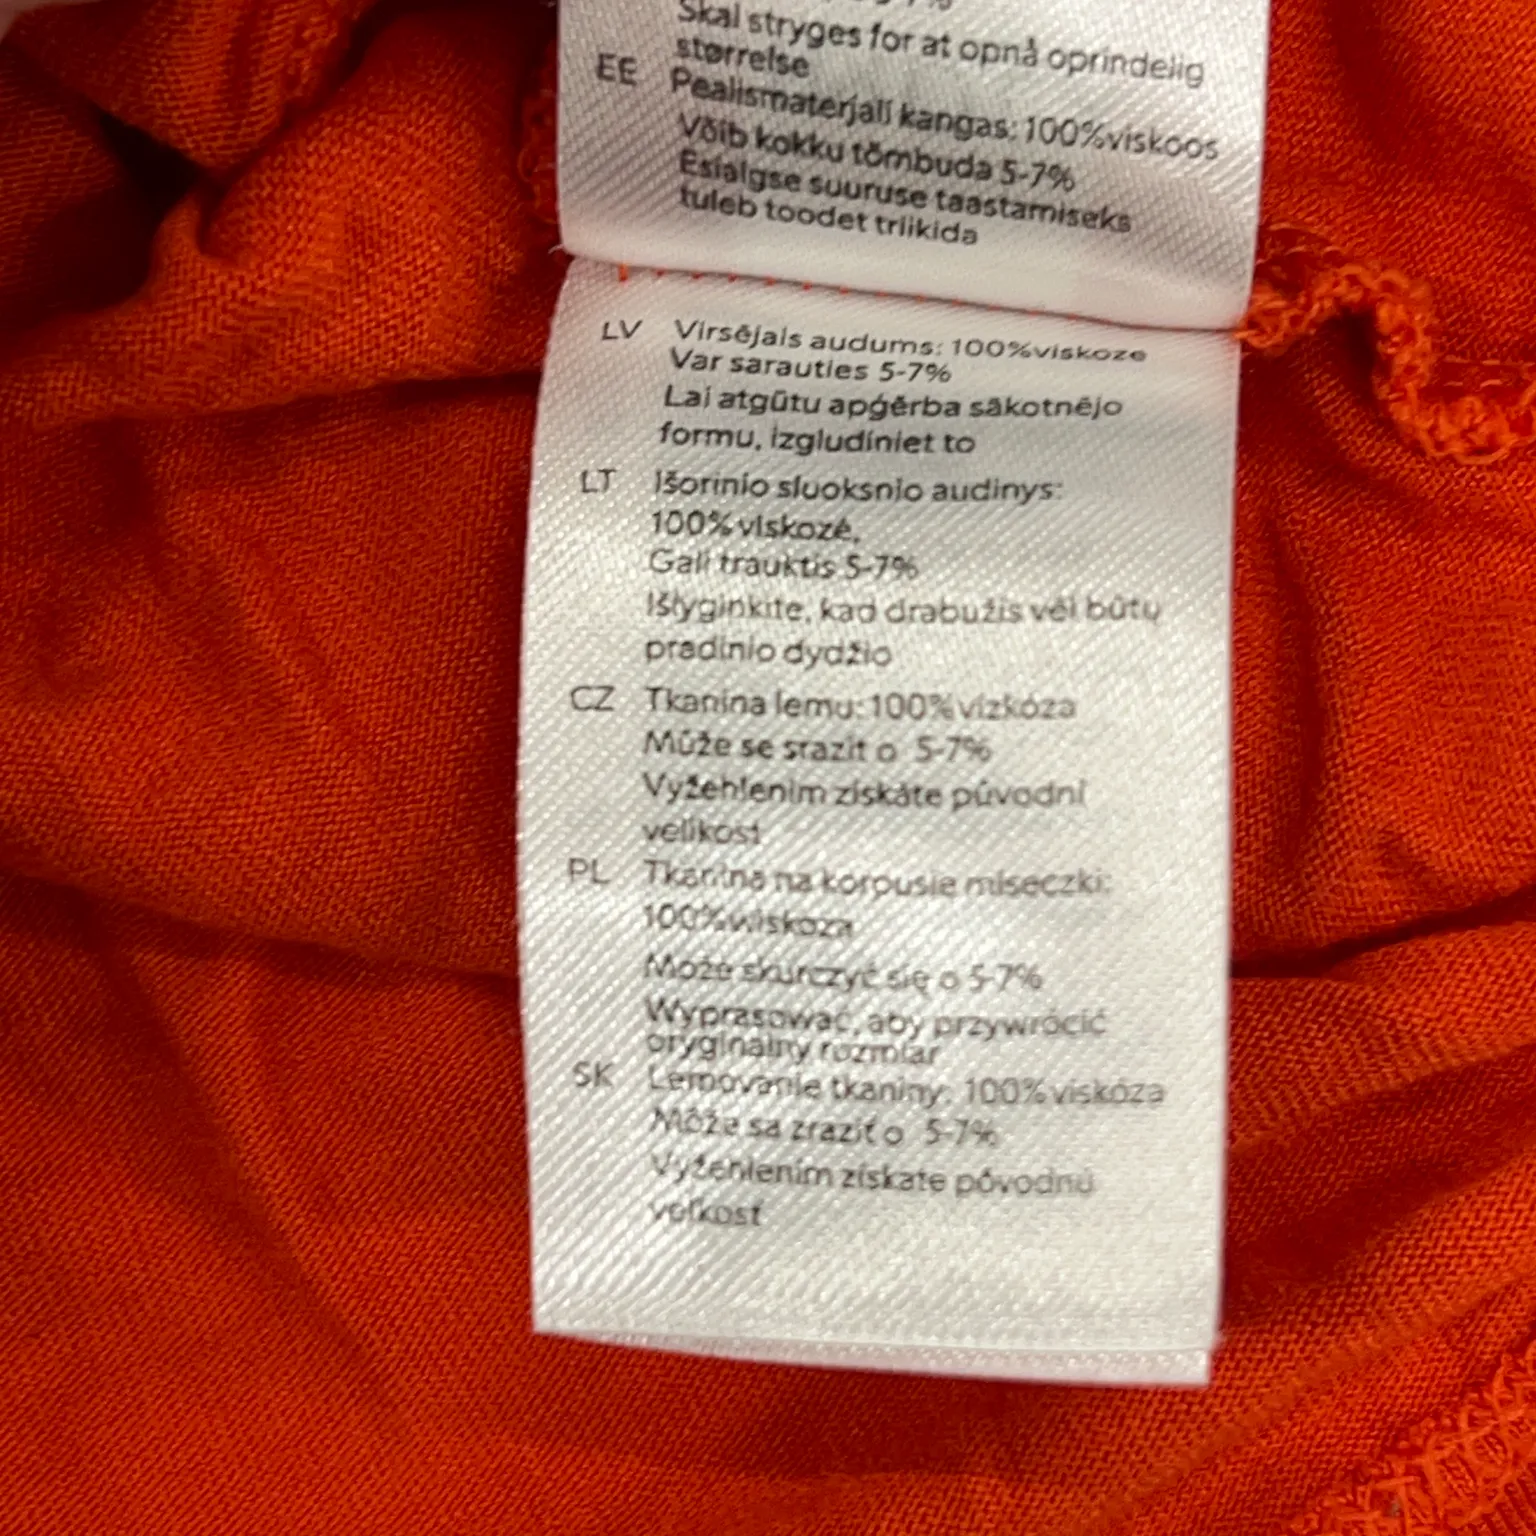 Skal stryges for at opnå oprindelig
størrelse
EE Pealismaterjali kangas: 100%viskoos
Võib kokku tõmbuda 5-7%
Esialgse suuruse taastamiseks
tuleb toodet triikida
LV Virsējais audums: 100%viskoze
Var sarauties 5-7%
Lai atgūtu apģērba sākotnējo
formu, izgludiniet to
LT Išorinio sluoksnio audinys:
100%viskozė,
Gali trauktis 5-7%
Išlyginkite, kad drabužis vėl būtų
pradinio dydžio
CZ Tkanina lemu: 100%vizkóza
Může se srazit o 5-7%
Vyžehlením získáte původní
velikost
PL Tkanina na korpusie miseczki:
100%wiskoza
Może skurczyć się o 5-7%
Wyprasować, aby przywrócić
oryginalny rozmiar
SK Lemovanie tkaniny: 100%viskóza
Môže sa zraziť o 5-7%
Vyžehlením získate pôvodnú
veľkosť